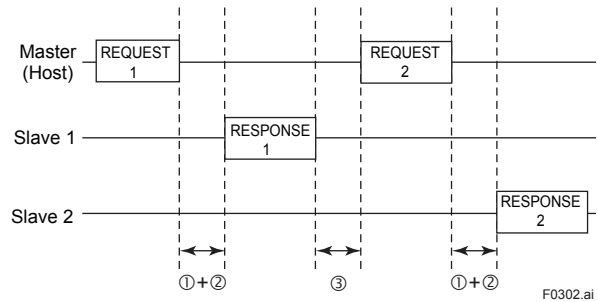 Master
(Host)
REQUEST
1
REQUEST
2
Slave 1
RESPONSE
1
Slave 2
RESPONSE
2
①+②
③
①+②
F0302.ai